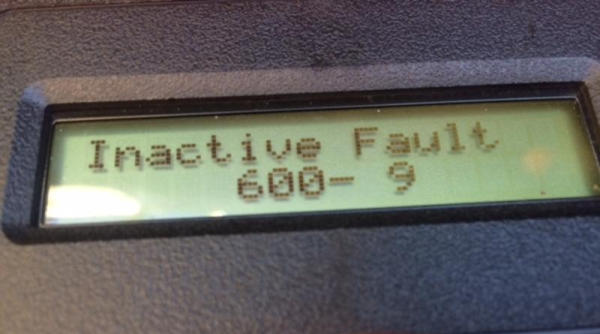 Inactive Fault
600- 9